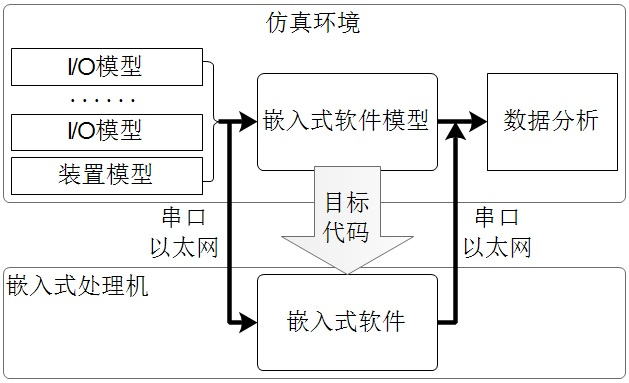 仿真环境
I/O模型
······
I/O模型
装置模型
嵌入式软件模型
数据分析
目标
代码
串口
以太网
串口
以太网
嵌入式处理机
嵌入式软件